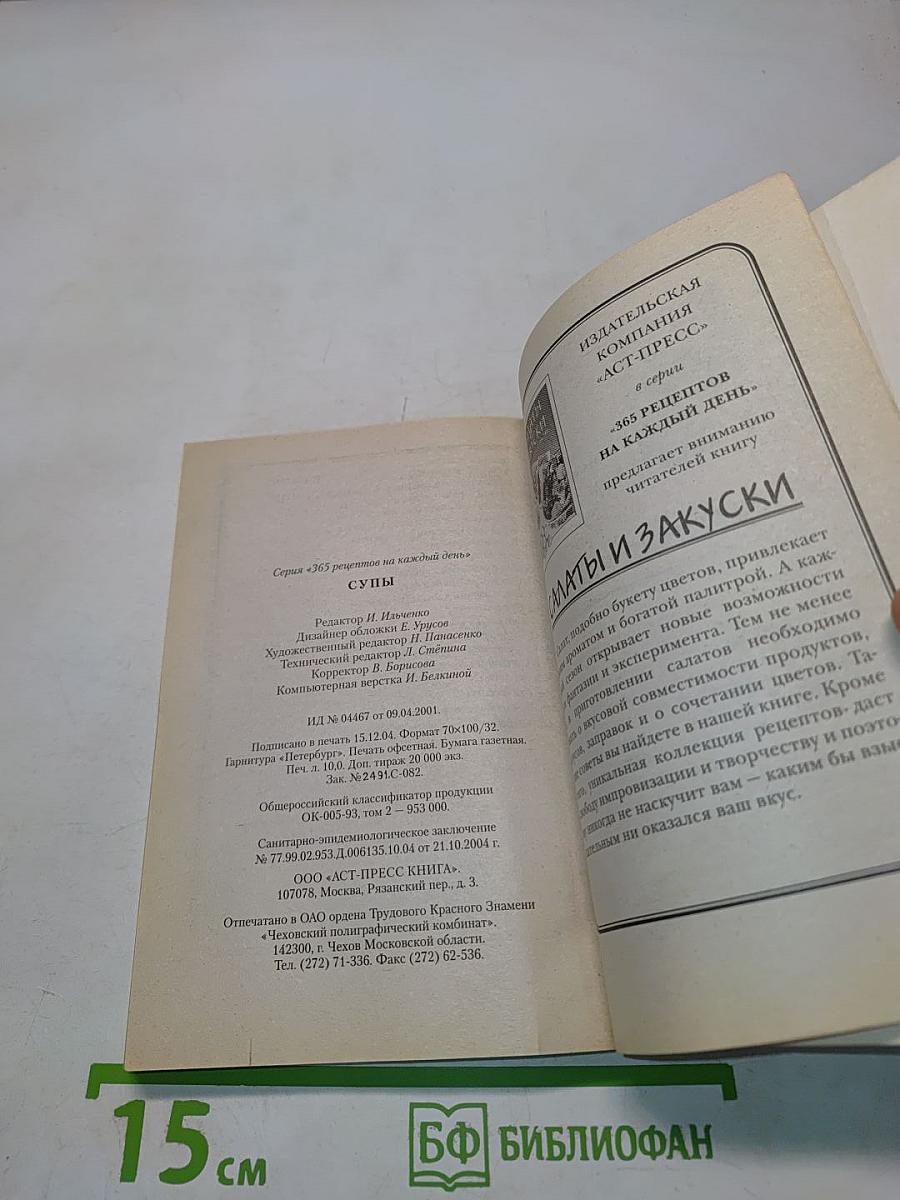 Серия «365 рецептов на каждый день»
СУПЫ
Редактор И. Ильченко
Дизайнер обложки Е. Урусов
Художественный редактор Н. Панасенко
Технический редактор Л. Стёпина
Корректор В. Борисова
Компьютерная верстка И. Белкиной
ИД № 04467 от 09.04.2001.
Подписано в печать 15.12.04. Формат 70×100/32.
Гарнитура «Петербург». Печать офсетная. Бумага газетная.
Печ. л. 10,0. Доп. тираж 20 000 экз.
Зак. № 2491.С-082.
Общероссийский классификатор продукции
ОК-005-93, том 2 — 953 000.
Санитарно-эпидемиологическое заключение
№ 77.99.02.953.Д.006135.10.04 от 21.10.2004 г.
ООО «АСТ-ПРЕСС КНИГА».
107078, Москва, Рязанский пер., д. 3.
Отпечатано в ОАО ордена Трудового Красного Знамени
«Чеховский полиграфический комбинат».
142300, г. Чехов Московской области.
Тел. (272) 71-336. Факс (272) 62-536.
ИЗДАТЕЛЬСКАЯ
КОМПАНИЯ
«АСТ-ПРЕСС»
в серии
«365 РЕЦЕПТОВ
НА КАЖДЫЙ ДЕНЬ»
предлагает вниманию
читателей книгу
САЛАТЫ И ЗАКУСКИ
подобно букету цветов, привлекает
ароматом и богатой палитрой. А каж-
сезон открывает новые возможности
фантазии и эксперимента. Тем не менее
в приготовлении салатов необходимо
о вкусовой совместимости продуктов,
заправок и о сочетании цветов. Та-
советы вы найдете в нашей книге. Кроме
уникальная коллекция рецептов- даст
импровизации и творчеству и поэто-
никогда не наскучит вам — каким бы взыс
ни оказался ваш вкус.
15 см
БФ БИБЛИОФАН